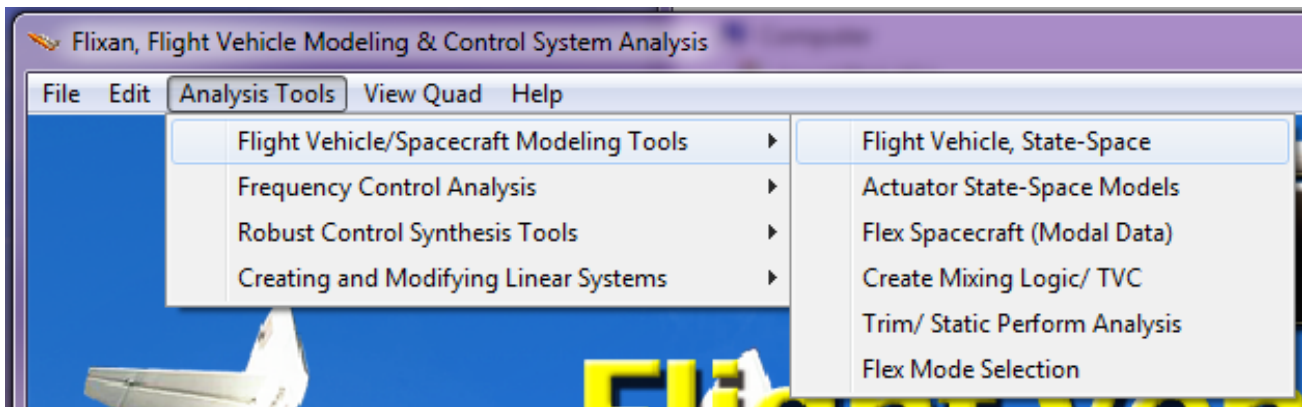 Flixan, Flight Vehicle Modeling & Control System Analysis
Computer
File Edit Analysis Tools View Quad Help
Flight Vehicle/Spacecraft Modeling Tools
Frequency Control Analysis
Robust Control Synthesis Tools
Creating and Modifying Linear Systems
Flight Vehicle, State-Space
Actuator State-Space Models
Flex Spacecraft (Modal Data)
Create Mixing Logic/ TVC
Trim/ Static Perform Analysis
Flex Mode Selection